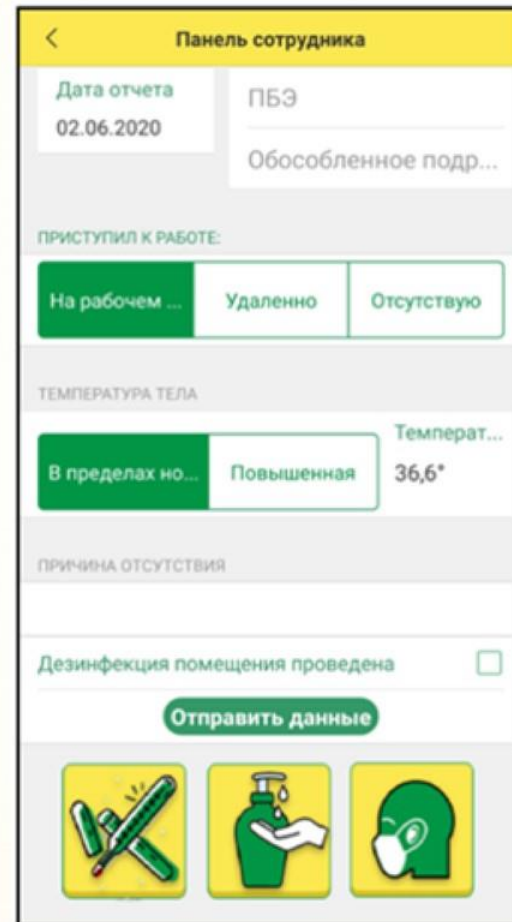 Панель сотрудника
Дата отчета
02.06.2020
ПБЭ
Обособленное подр...
ПРИСТУПИЛ К РАБОТЕ:
На рабочем ... Удаленно Отсутствую
ТЕМПЕРАТУРА ТЕЛА
Температ...
В пределах но... Повышенная 36,6°
ПРИЧИНА ОТСУТСТВИЯ
Дезинфекция помещения проведена
Отправить данные